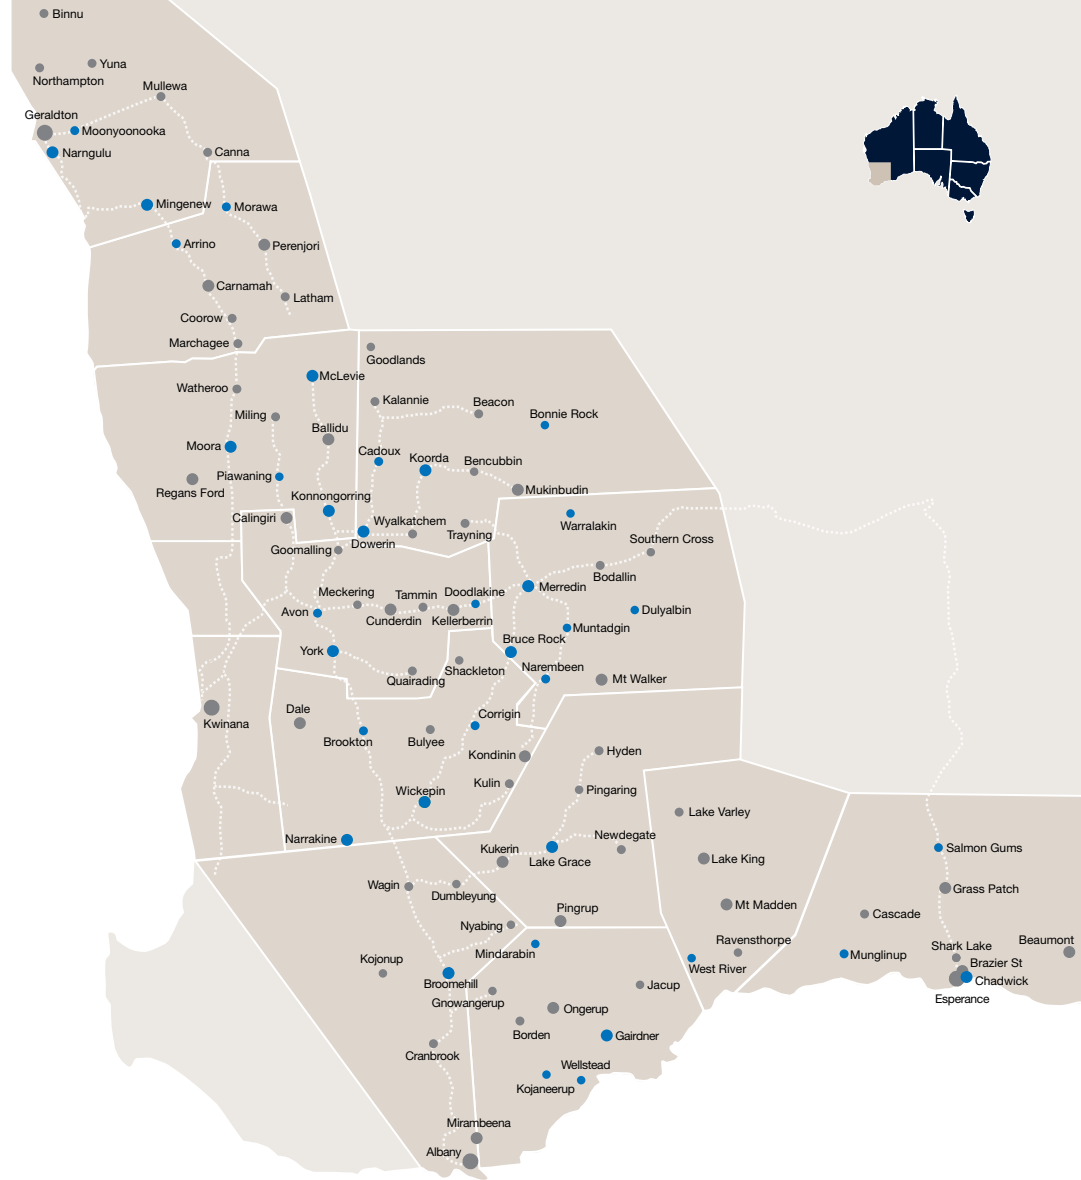 Binnu
Yuna
Northampton
Mullewa
Geraldton
Moonyoonooka
Narngulu
Canna
Mingenew
Morawa
Arrino
Perenjori
Carnamah
Latham
Coorow
Marchagee
Goodlands
McLevie
Watheroo
Kalannie
Beacon
Miling
Bonnie Rock
Ballidu
Moora
Cadoux
Koorda
Bencubbin
Piawaning
Regans Ford
Mukinbudin
Konnongorring
Calingiri
Wyalkatchem
Warralakin
Trayning
Southern Cross
Dowerin
Goomalling
Bodallin
Merredin
Meckering
Tammin
Doodlakine
Avon
Cunderdin
Kellerberrin
Dulyalbin
Muntadgin
Bruce Rock
York
Shackleton
Narembeen
Quairading
Mt Walker
Dale
Kwinana
Corrigin
Brookton
Bulyee
Kondinin
Hyden
Kulin
Wickepin
Pingaring
Lake Varley
Narrakine
Newdegate
Kukerin
Lake Grace
Salmon Gums
Lake King
Wagin
Dumbleyung
Grass Patch
Mt Madden
Pingrup
Cascade
Nyabing
Ravensthorpe
Beaumont
Mindarabin
Shark Lake
Munglinup
Kojonup
West River
Brazier St
Broomehill
Chadwick
Jacup
Gnowangerup
Esperance
Ongerup
Borden
Gairdner
Cranbrook
Wellstead
Kojaneerup
Mirambeena
Albany